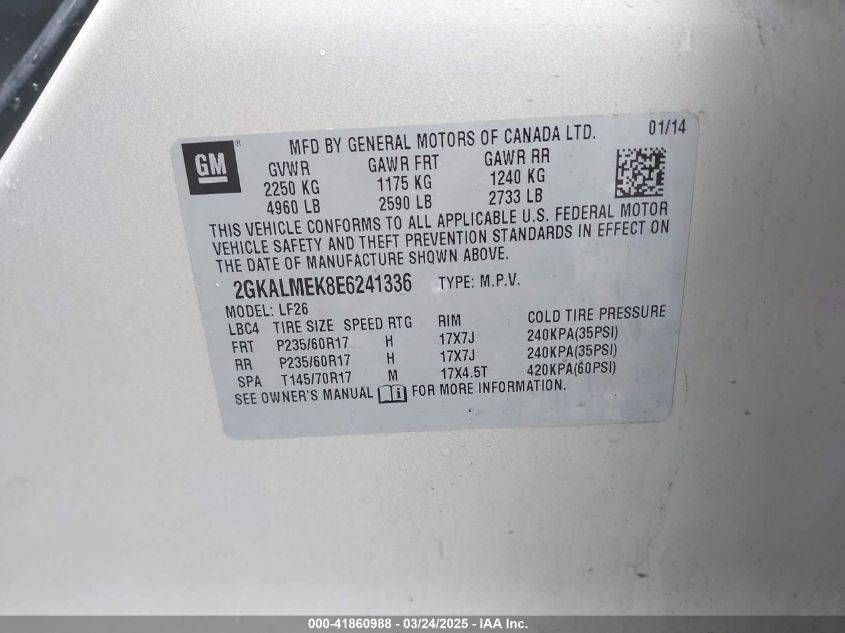 MFD BY GENERAL MOTORS OF CANADA LTD. 01/14
GM
GVWR GAWR FRT GAWR RR
2250 KG 1175 KG 1240 KG
4960 LB 2590 LB 2733 LB
THIS VEHICLE CONFORMS TO ALL APPLICABLE U.S. FEDERAL MOTOR
VEHICLE SAFETY AND THEFT PREVENTION STANDARDS IN EFFECT ON
THE DATE OF MANUFACTURE SHOWN ABOVE.
2GKALMEK8E6241336 TYPE: M.P.V.
MODEL: LF26
LBC4 TIRE SIZE SPEED RTG RIM COLD TIRE PRESSURE
FRT P235/60R17 H 17X7J 240KPA(35PSI)
RR P235/60R17 H 17X7J 240KPA(35PSI)
SPA T145/70R17 M 17X4.5T 420KPA(60PSI)
SEE OWNER'S MANUAL FOR MORE INFORMATION.
000-41860988 - 03/24/2025 - IAA Inc.